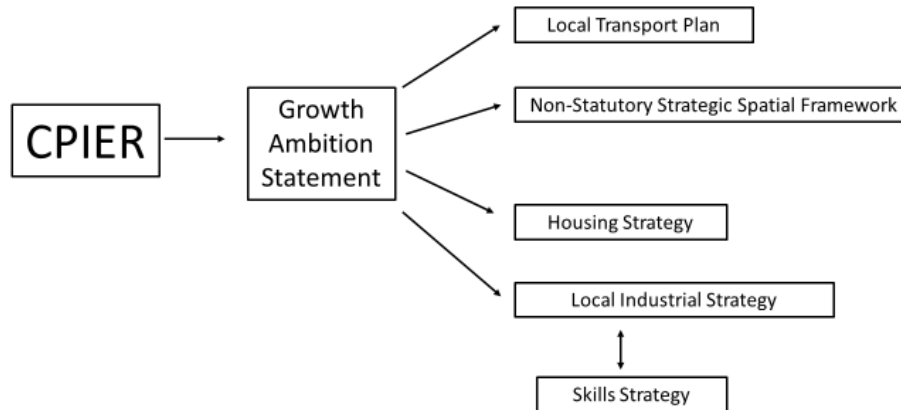 Local Transport Plan
Non-Statutory Strategic Spatial Framework
CPIER
Growth
Ambition
Statement
Housing Strategy
Local Industrial Strategy
Skills Strategy